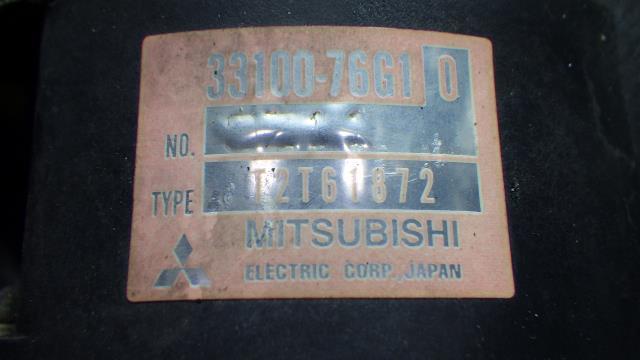 33100-76G1 0
NO.
TYPE T2T61872
MITSUBISHI
ELECTRIC CORP., JAPAN